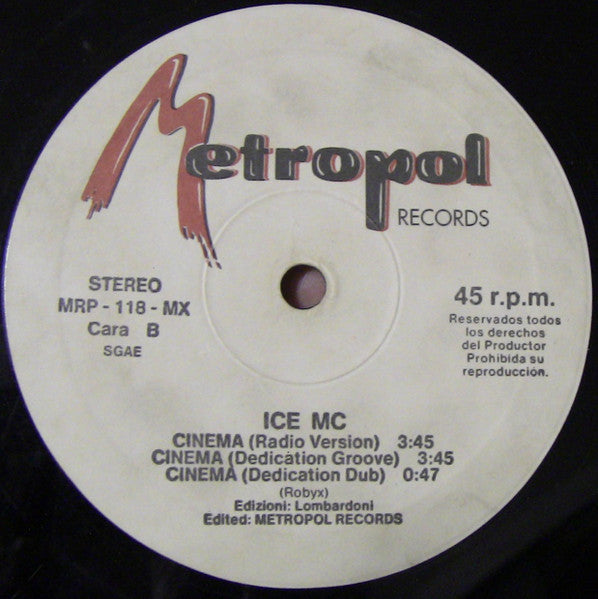 Metropol
RECORDS
STEREO
MRP - 118 - MX
Cara B
SGAE
45 r.p.m.
Reservados todos
los derechos
del Productor
Prohibida su
reproducción.
ICE MC
CINEMA (Radio Version) 3:45
CINEMA (Dedication Groove) 3:45
CINEMA (Dedication Dub) 0:47
(Robyx)
Edizioni: Lombardoni
Edited: METROPOL RECORDS